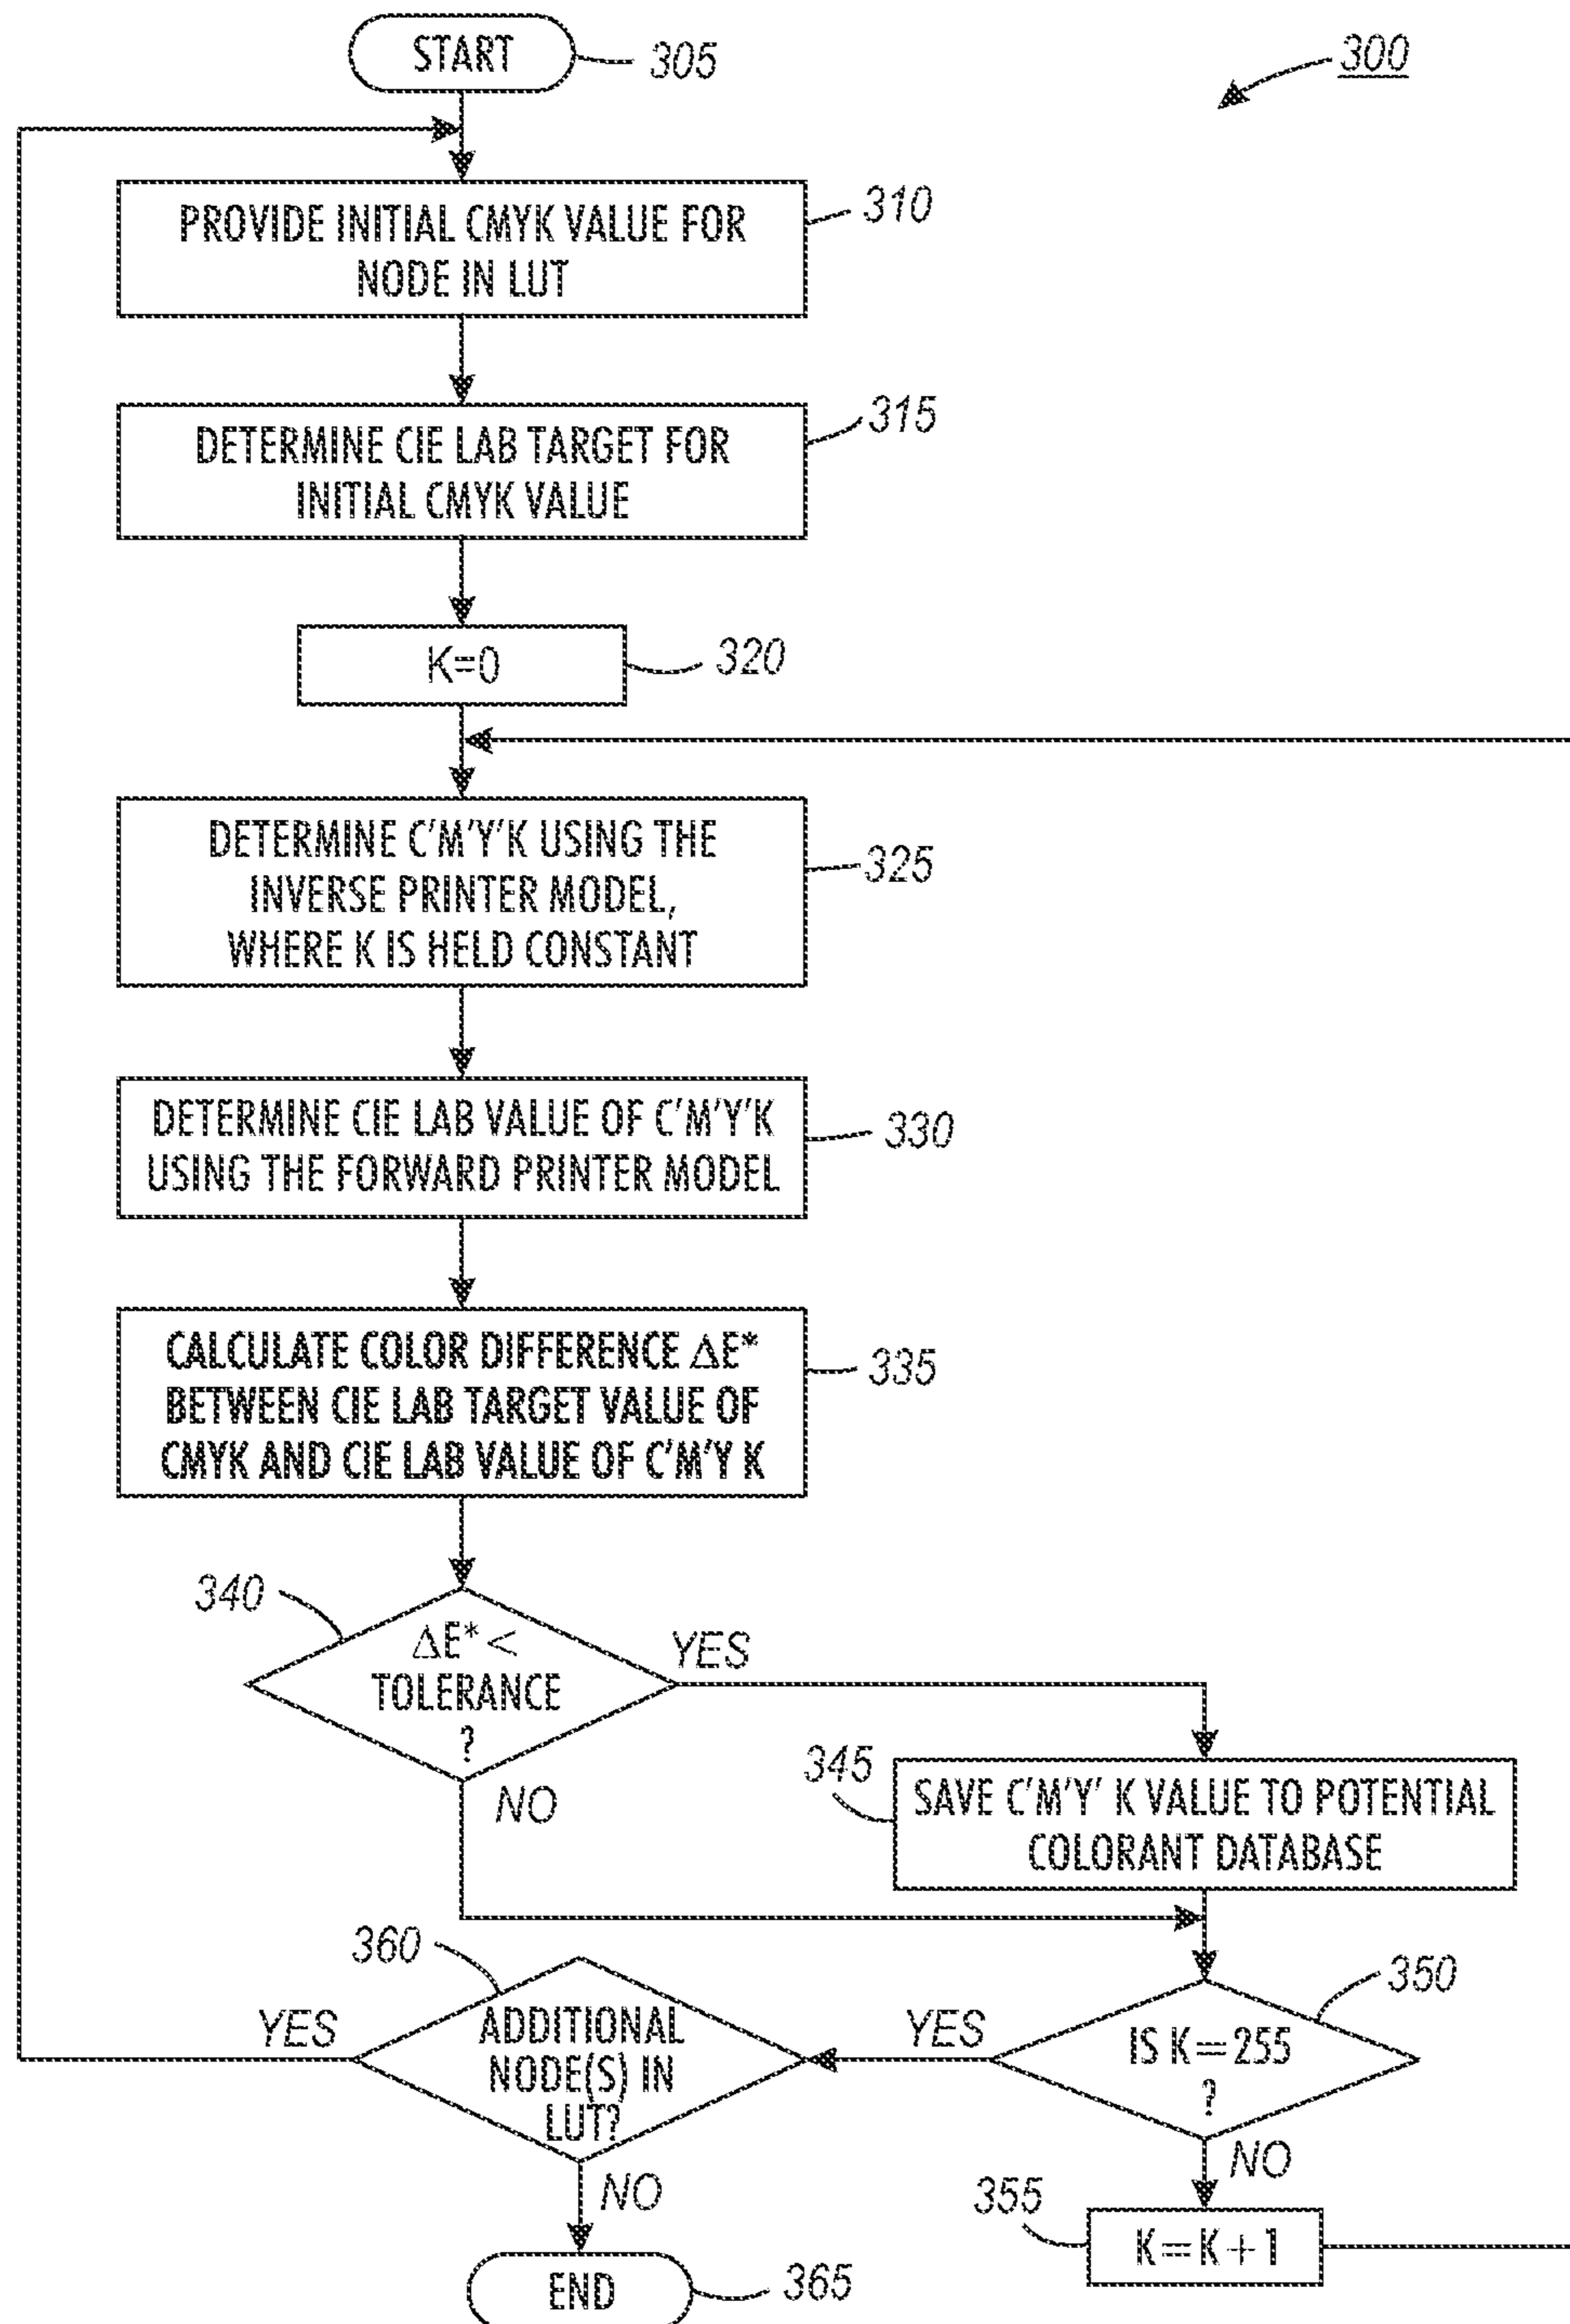 START
305
300
PROVIDE INITIAL CMYK VALUE FOR
NODE IN LUT
310
DETERMINE CIE LAB TARGET FOR
INITIAL CMYK VALUE
315
K=0
320
DETERMINE C'M'Y'K USING THE
INVERSE PRINTER MODEL,
WHERE K IS HELD CONSTANT
325
DETERMINE CIE LAB VALUE OF C'M'Y'K
USING THE FORWARD PRINTER MODEL
330
CALCULATE COLOR DIFFERENCE ΔE*
BETWEEN CIE LAB TARGET VALUE OF
CMYK AND CIE LAB VALUE OF C'M'Y K
335
340
ΔE* <
TOLERANCE
?
YES
NO
345
SAVE C'M'Y' K VALUE TO POTENTIAL
COLORANT DATABASE
360
YES
ADDITIONAL
NODE(S) IN
LUT?
NO
YES
350
IS K=255
?
NO
355
K=K+1
END
365